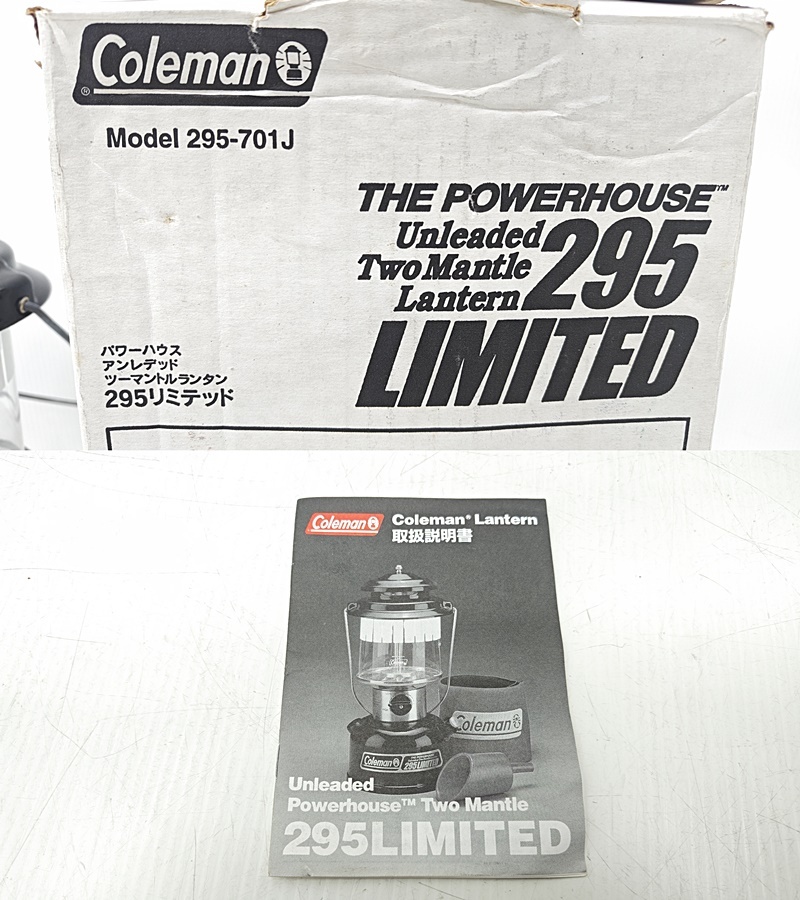 Coleman
®
Model 295-701J
THE POWERHOUSE™
Unleaded
Two Mantle
Lantern
295
LIMITED
パワーハウス
アンレデッド
ツーマントルランタン
295リミテッド
Coleman
Coleman® Lantern
取扱説明書
Coleman
Coleman
295LIMITED
Unleaded
Powerhouse™ Two Mantle
295LIMITED